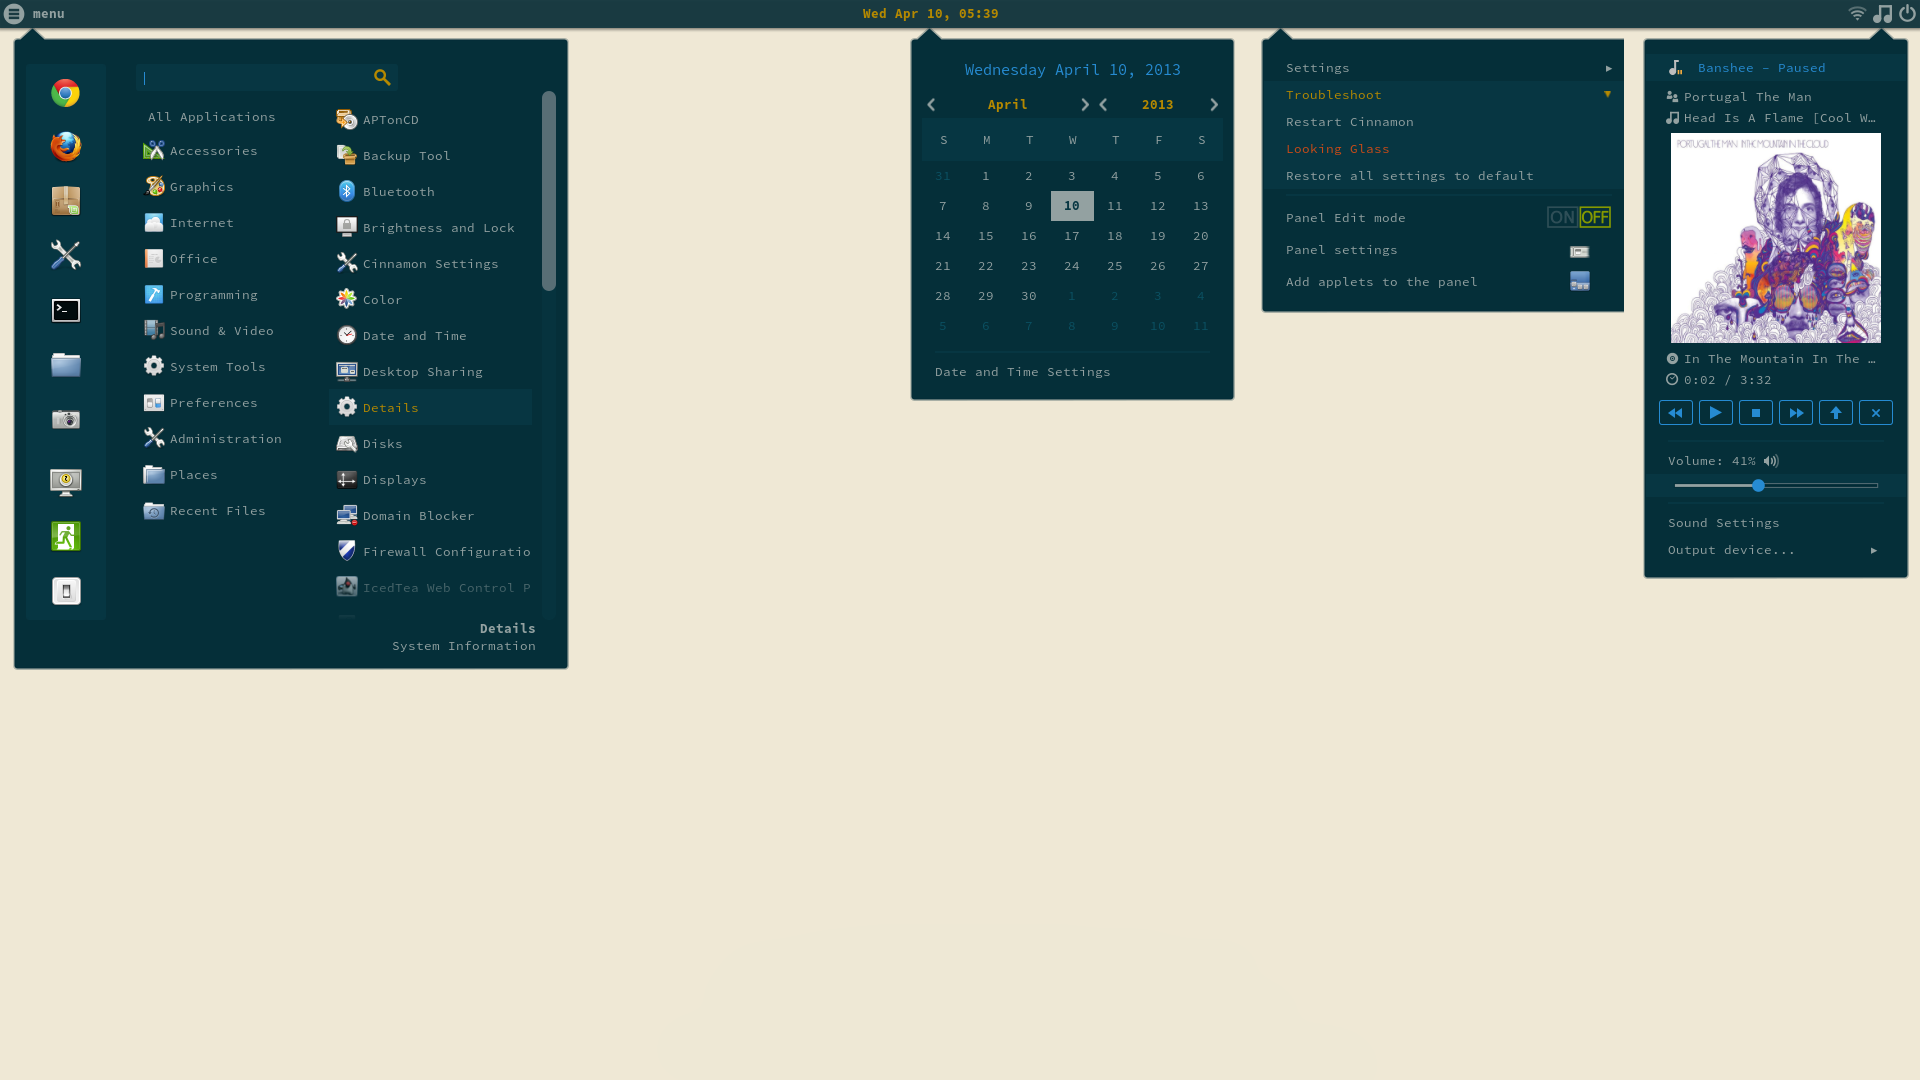 menu
Wed Apr 10, 05:39
All Applications
Accessories
Graphics
Internet
Office
Programming
Sound & Video
System Tools
Preferences
Administration
Places
Recent Files
APTonCD
Backup Tool
Bluetooth
Brightness and Lock
Cinnamon Settings
Color
Date and Time
Desktop Sharing
Details
Disks
Displays
Domain Blocker
Firewall Configuratio
IcedTea Web Control P
Details
System Information
Wednesday April 10, 2013
April 2013
S M T W T F S
31 1 2 3 4 5 6
7 8 9 10 11 12 13
14 15 16 17 18 19 20
21 22 23 24 25 26 27
28 29 30 1 2 3 4
5 6 7 8 9 10 11
Date and Time Settings
Settings
Troubleshoot
Restart Cinnamon
Looking Glass
Restore all settings to default
Panel Edit mode ON OFF
Panel settings
Add applets to the panel
Banshee - Paused
Portugal The Man
Head Is A Flame [Cool W…
PORTUGAL THE MAN IN THE MOUNTAIN IN THE CLOUD
In The Mountain In The …
0:02 / 3:32
Volume: 41%
Sound Settings
Output device...